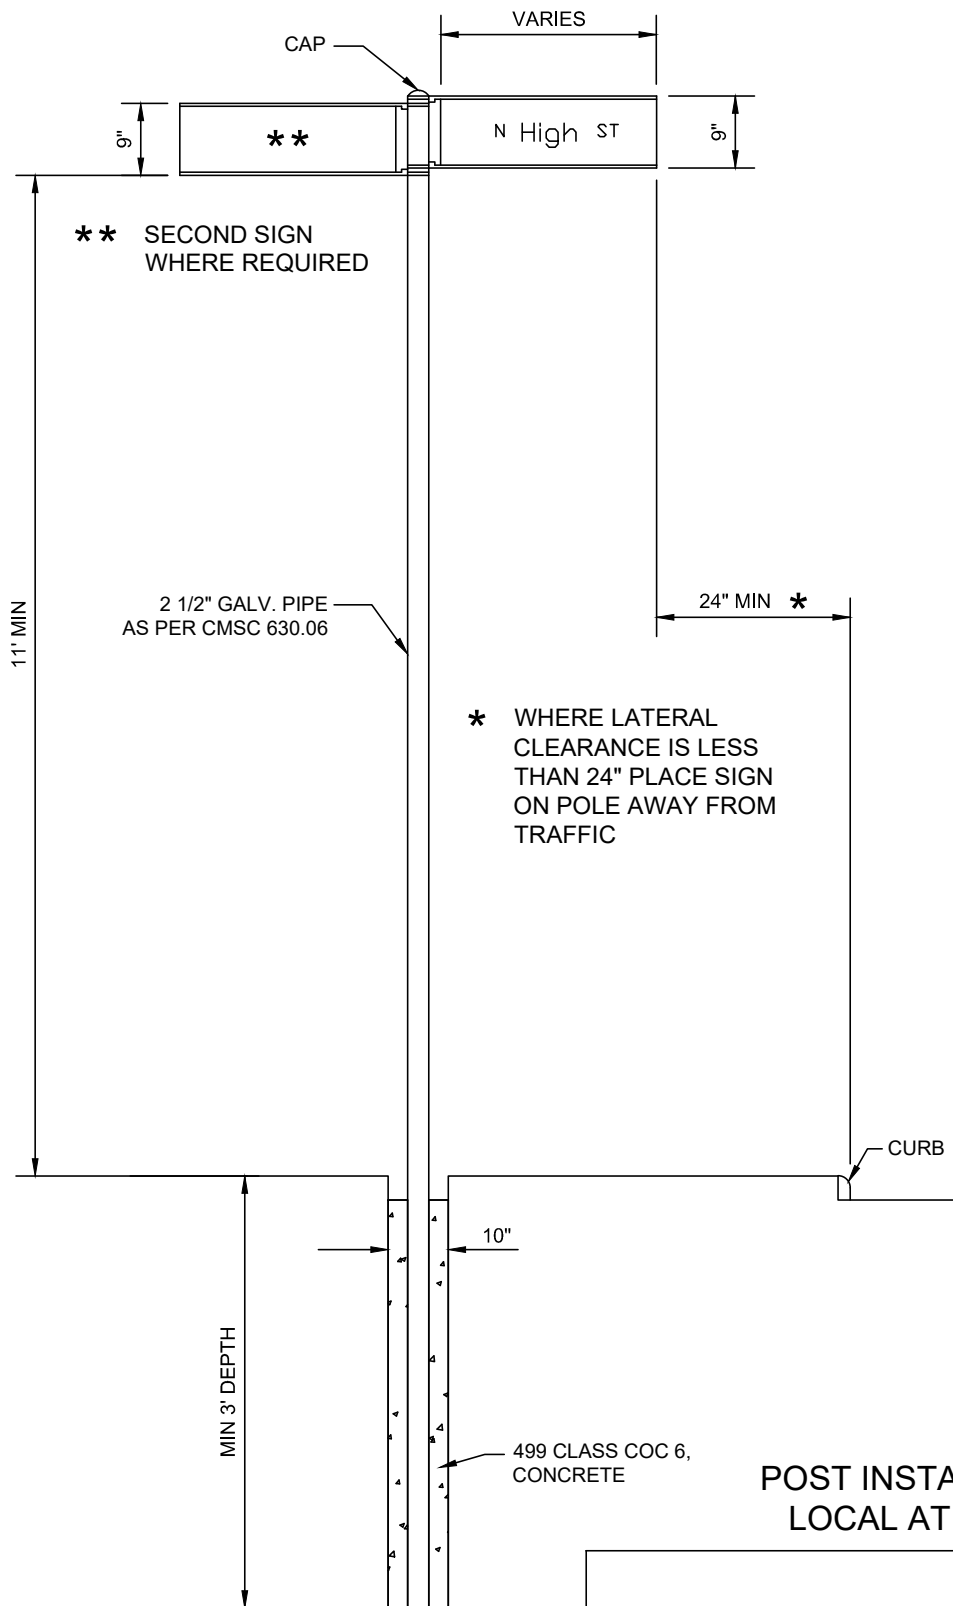 VARIES
CAP
9"
**
N High ST
9"
** SECOND SIGN
WHERE REQUIRED
11' MIN
2 1/2" GALV. PIPE
AS PER CMSC 630.06
24" MIN *
* WHERE LATERAL
CLEARANCE IS LESS
THAN 24" PLACE SIGN
ON POLE AWAY FROM
TRAFFIC
CURB
10"
MIN 3' DEPTH
499 CLASS COC 6,
CONCRETE
POST INSTA
LOCAL AT